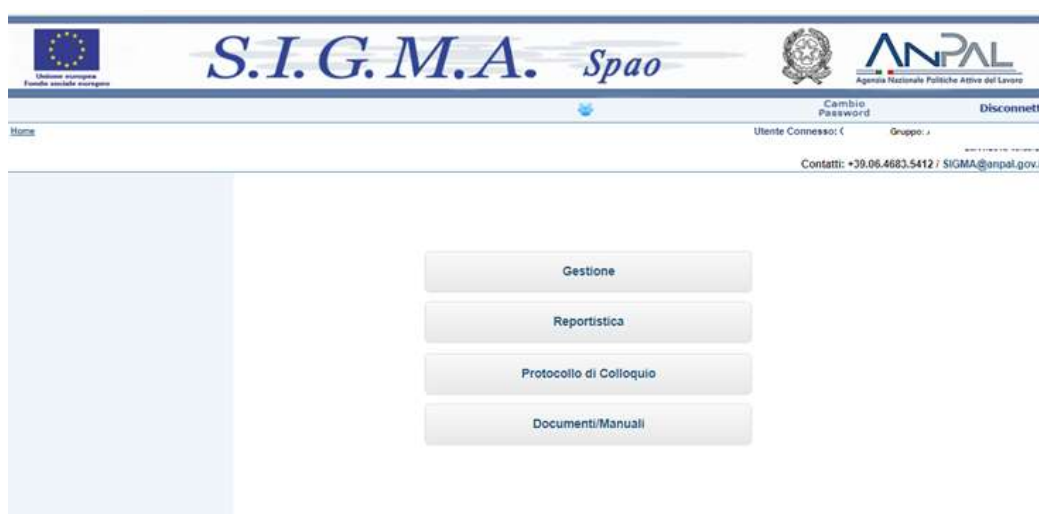 S.I.G.M.A. Spao
Unione europea
Fondo sociale europeo
ANPAL
Agenzia Nazionale Politiche Attive del Lavoro
Cambio
Password
Disconnett
Home
Utente Connesso: (
Gruppo:
Contatti: +39.06.4683.5412 / SIGMA@anpal.gov.
Gestione
Reportistica
Protocollo di Colloquio
Documenti/Manuali